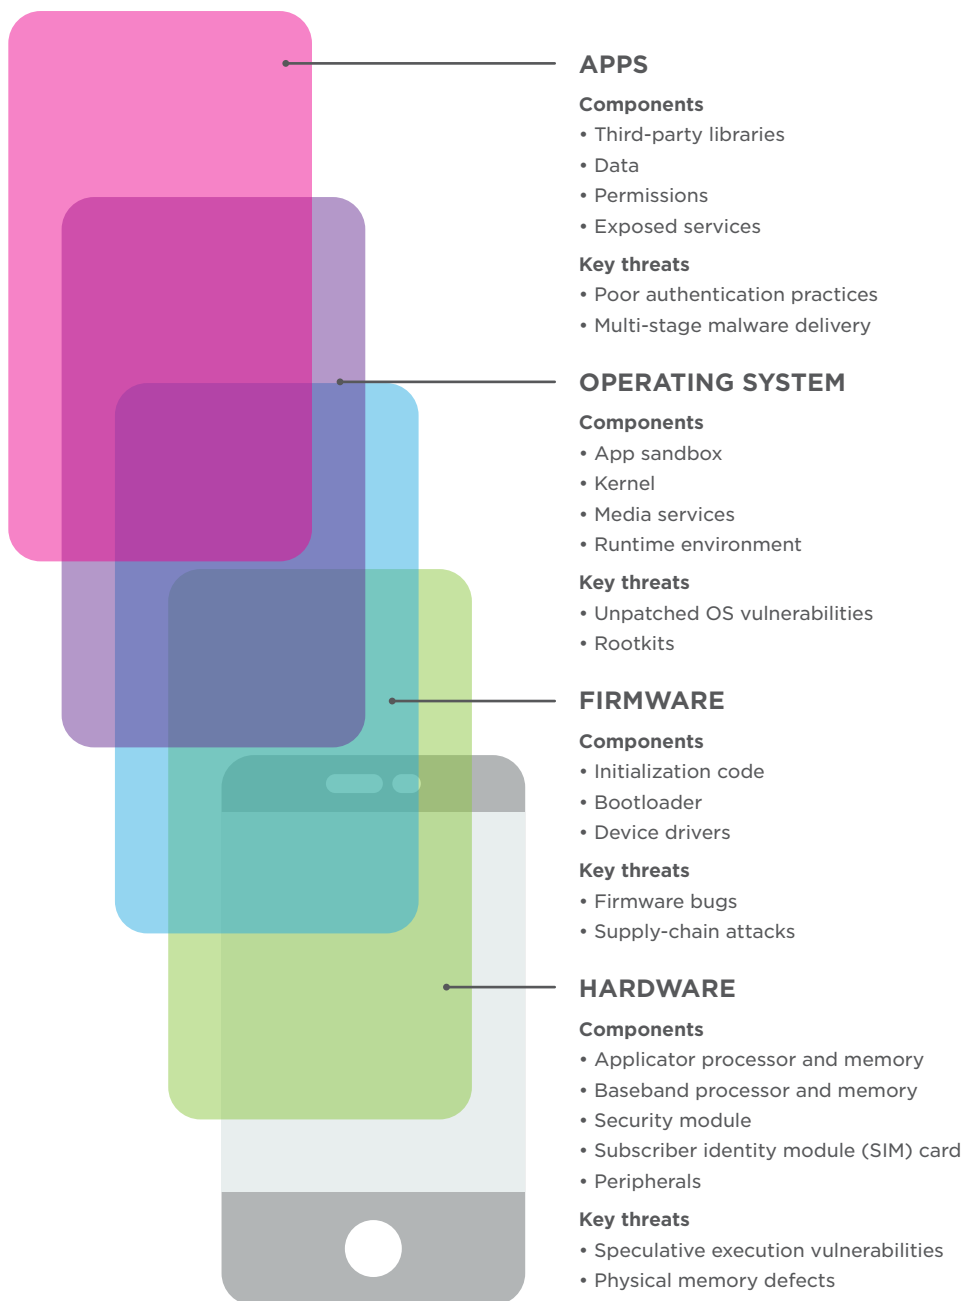 APPS
Components
• Third-party libraries
• Data
• Permissions
• Exposed services
Key threats
• Poor authentication practices
• Multi-stage malware delivery
OPERATING SYSTEM
Components
• App sandbox
• Kernel
• Media services
• Runtime environment
Key threats
• Unpatched OS vulnerabilities
• Rootkits
FIRMWARE
Components
• Initialization code
• Bootloader
• Device drivers
Key threats
• Firmware bugs
• Supply-chain attacks
HARDWARE
Components
• Applicator processor and memory
• Baseband processor and memory
• Security module
• Subscriber identity module (SIM) card
• Peripherals
Key threats
• Speculative execution vulnerabilities
• Physical memory defects